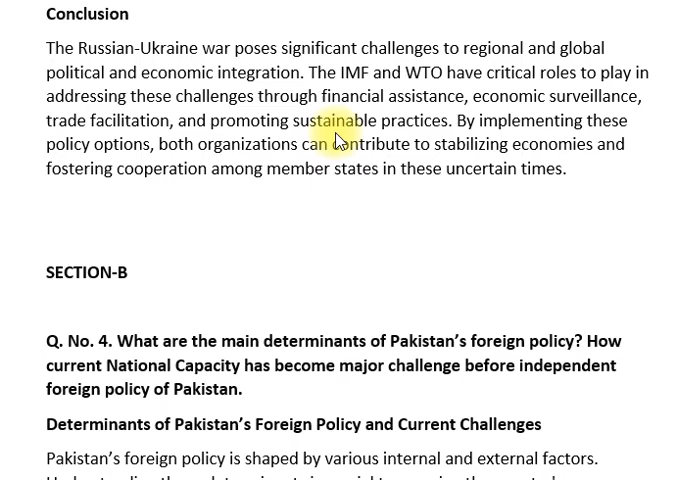 Conclusion
The Russian-Ukraine war poses significant challenges to regional and global
political and economic integration. The IMF and WTO have critical roles to play in
addressing these challenges through financial assistance, economic surveillance,
trade facilitation, and promoting sustainable practices. By implementing these
policy options, both organizations can contribute to stabilizing economies and
fostering cooperation among member states in these uncertain times.
SECTION-B
Q. No. 4. What are the main determinants of Pakistan’s foreign policy? How
current National Capacity has become major challenge before independent
foreign policy of Pakistan.
Determinants of Pakistan’s Foreign Policy and Current Challenges
Pakistan’s foreign policy is shaped by various internal and external factors.